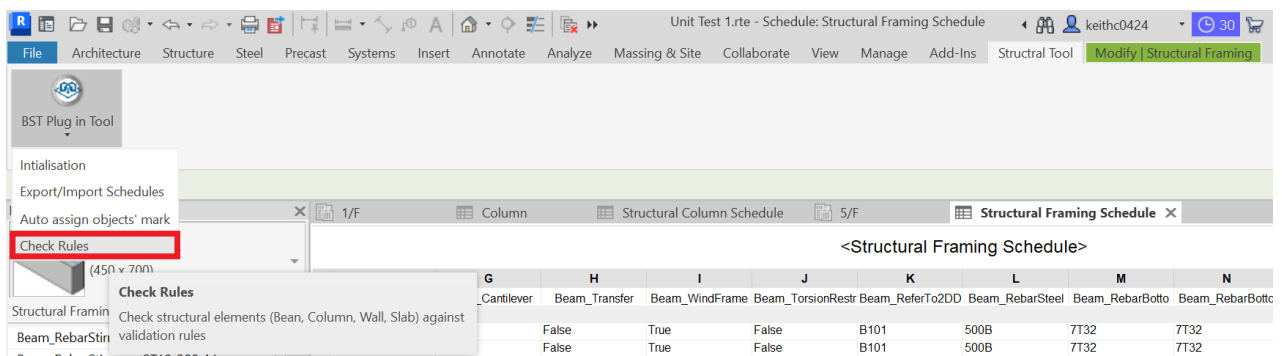 R Unit Test 1.rte - Schedule: Structural Framing Schedule keithc0424 30
File Architecture Structure Steel Precast Systems Insert Annotate Analyze Massing & Site Collaborate View Manage Add-Ins Structral Tool Modify | Structural Framing
BST Plug in Tool
Intialisation
Export/Import Schedules
Auto assign objects' mark
Check Rules
1/F Column Structural Column Schedule 5/F Structural Framing Schedule
<Structural Framing Schedule>
(450 x 700)
Check Rules
Check structural elements (Bean, Column, Wall, Slab) against
validation rules
Structural Framin
Beam_RebarStirr
G H I J K L M N
_Cantilever Beam_Transfer Beam_WindFrame Beam_TorsionRestr Beam_ReferTo2DD Beam_RebarSteel Beam_RebarBotto Beam_RebarBotto
False True False B101 500B 7T32 7T32
False True False B101 500B 7T32 7T32